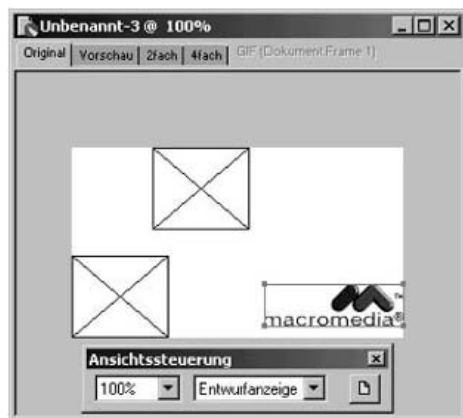 Unbenannt-3 @ 100%
Original Vorschau 2fach 4fach GIF (Dokument Frame 1)
macromedia®
Ansichtssteuerung
100% Entwurfanzeige